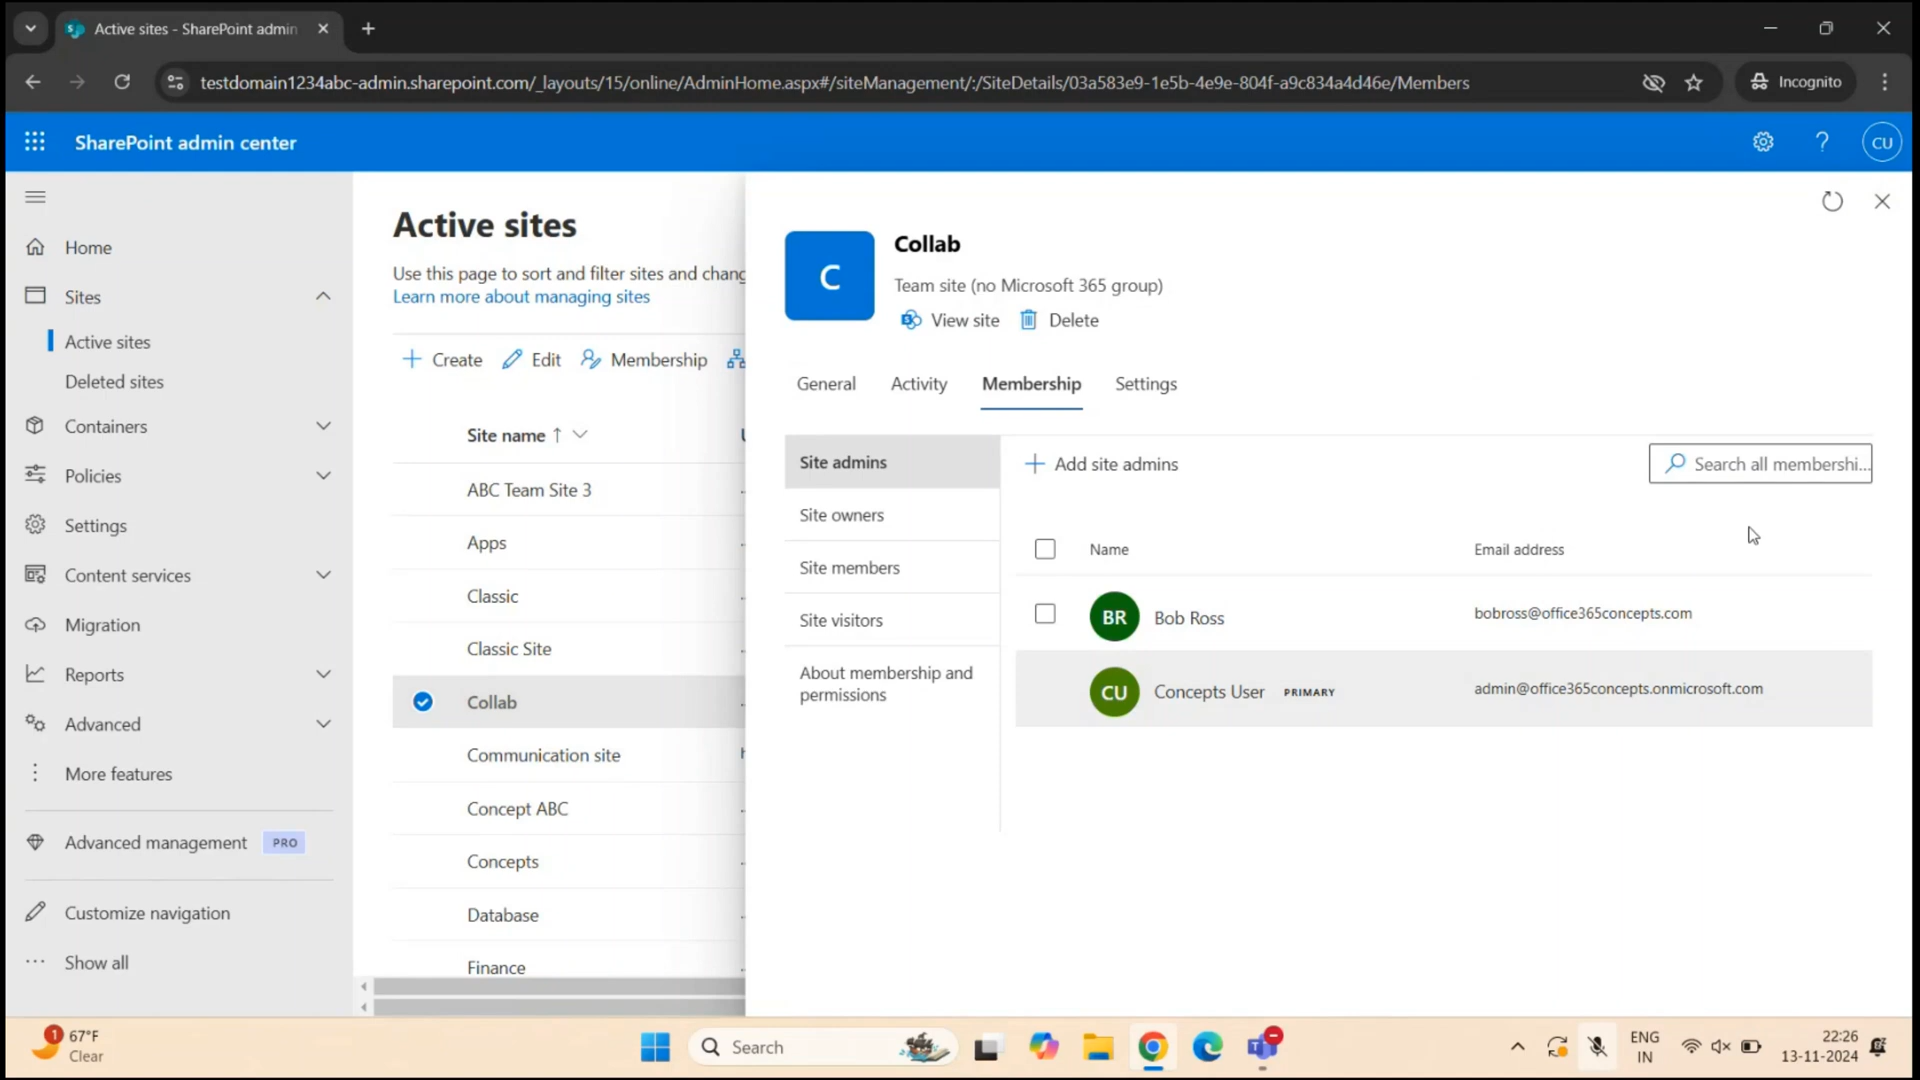 Active sites - SharePoint admin
testdomain1234abc-admin.sharepoint.com/_layouts/15/online/AdminHome.aspx#/siteManagement/:/SiteDetails/03a583e9-1e5b-4e9e-804f-a9c834a4d46e/Members
Incognito
SharePoint admin center
CU
Home
Sites
Active sites
Deleted sites
Containers
Policies
Settings
Content services
Migration
Reports
Advanced
More features
Advanced management PRO
Customize navigation
Show all
Active sites
Use this page to sort and filter sites and chang
Learn more about managing sites
Create Edit Membership
Site name
ABC Team Site 3
Apps
Classic
Classic Site
Collab
Communication site
Concept ABC
Concepts
Database
Finance
C
Collab
Team site (no Microsoft 365 group)
View site Delete
General Activity Membership Settings
Site admins
Site owners
Site members
Site visitors
About membership and
permissions
Add site admins
Search all membershi...
Name Email address
BR Bob Ross bobross@office365concepts.com
CU Concepts User PRIMARY admin@office365concepts.onmicrosoft.com
1
67°F
Clear
Search
ENG
IN
22:26
13-11-2024